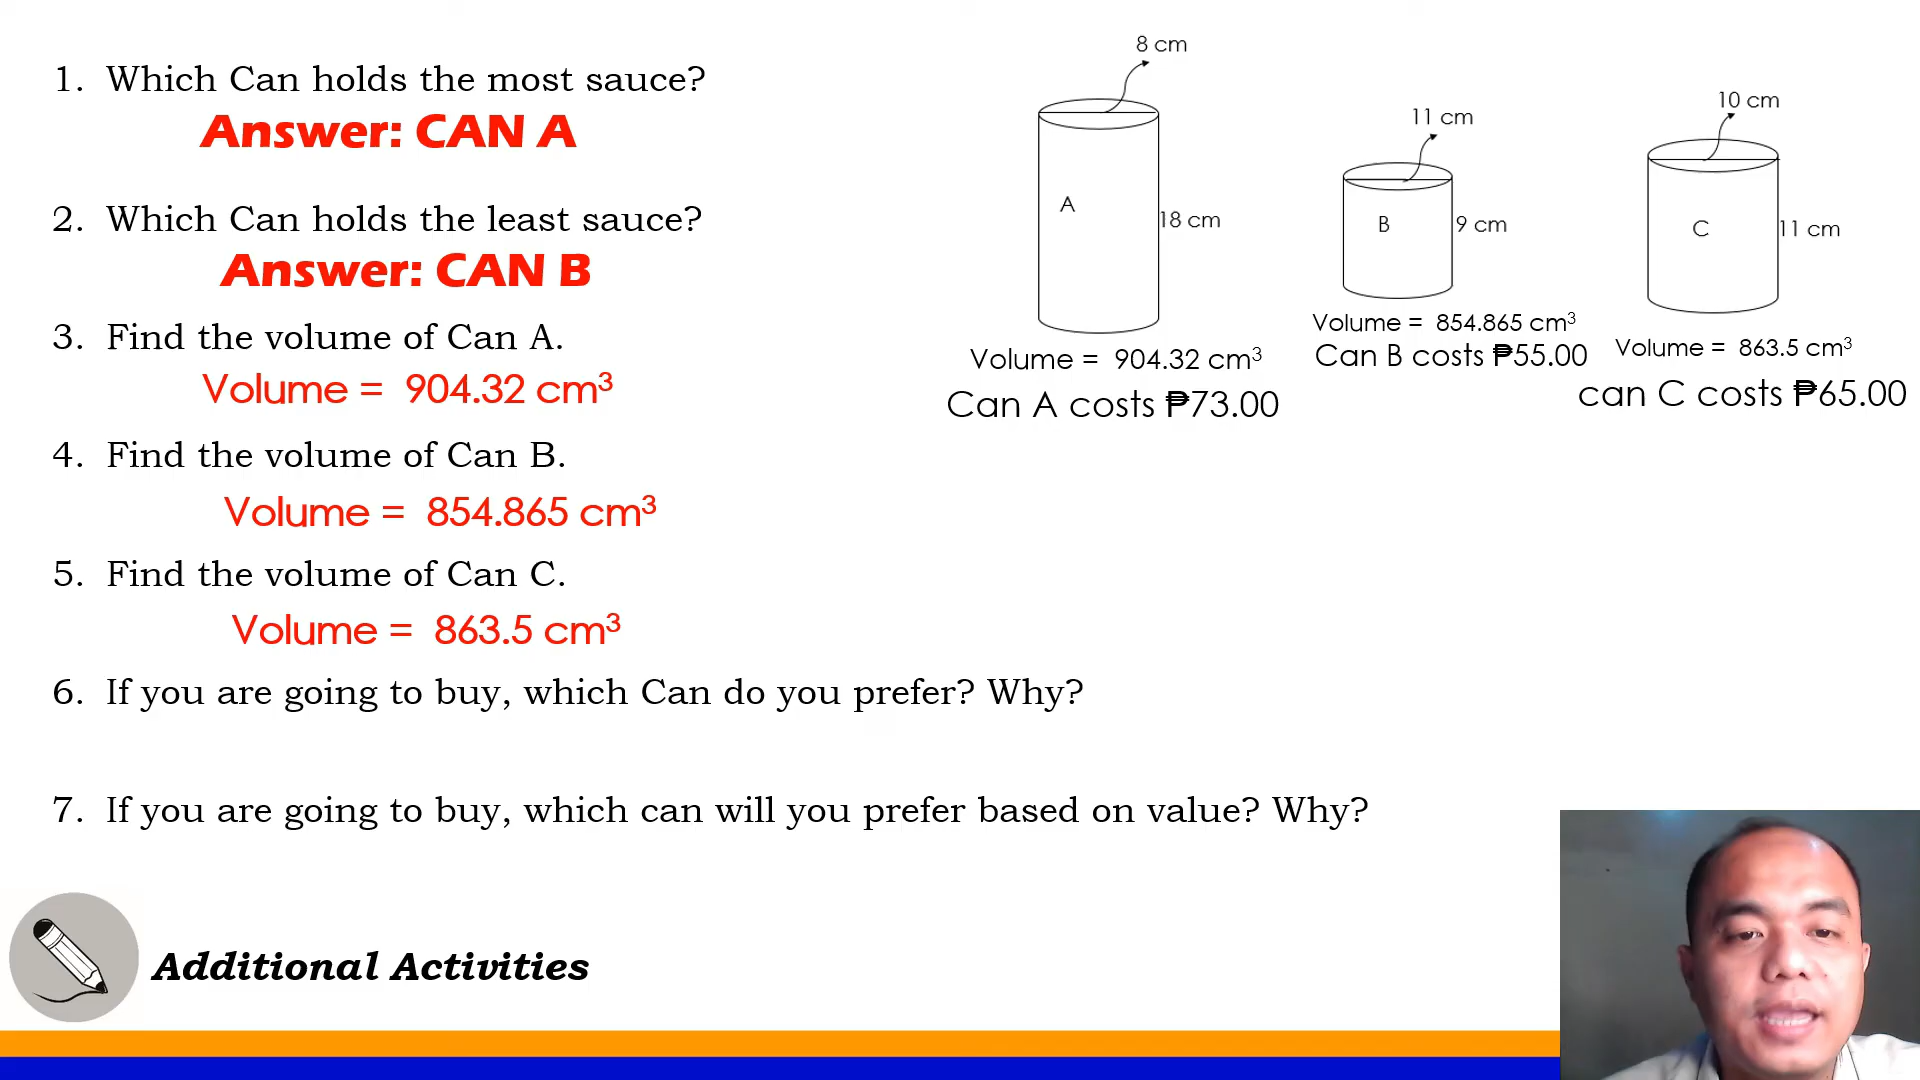 1. Which Can holds the most sauce?
Answer: CAN A
2. Which Can holds the least sauce?
Answer: CAN B
3. Find the volume of Can A.
Volume = 904.32 cm³
4. Find the volume of Can B.
Volume = 854.865 cm³
5. Find the volume of Can C.
Volume = 863.5 cm³
6. If you are going to buy, which Can do you prefer? Why?
7. If you are going to buy, which can will you prefer based on value? Why?
8 cm
A
18 cm
Volume = 904.32 cm³
Can A costs ₱73.00
11 cm
B
9 cm
Volume = 854.865 cm³
Can B costs ₱55.00
10 cm
C
11 cm
Volume = 863.5 cm³
can C costs ₱65.00
Additional Activities